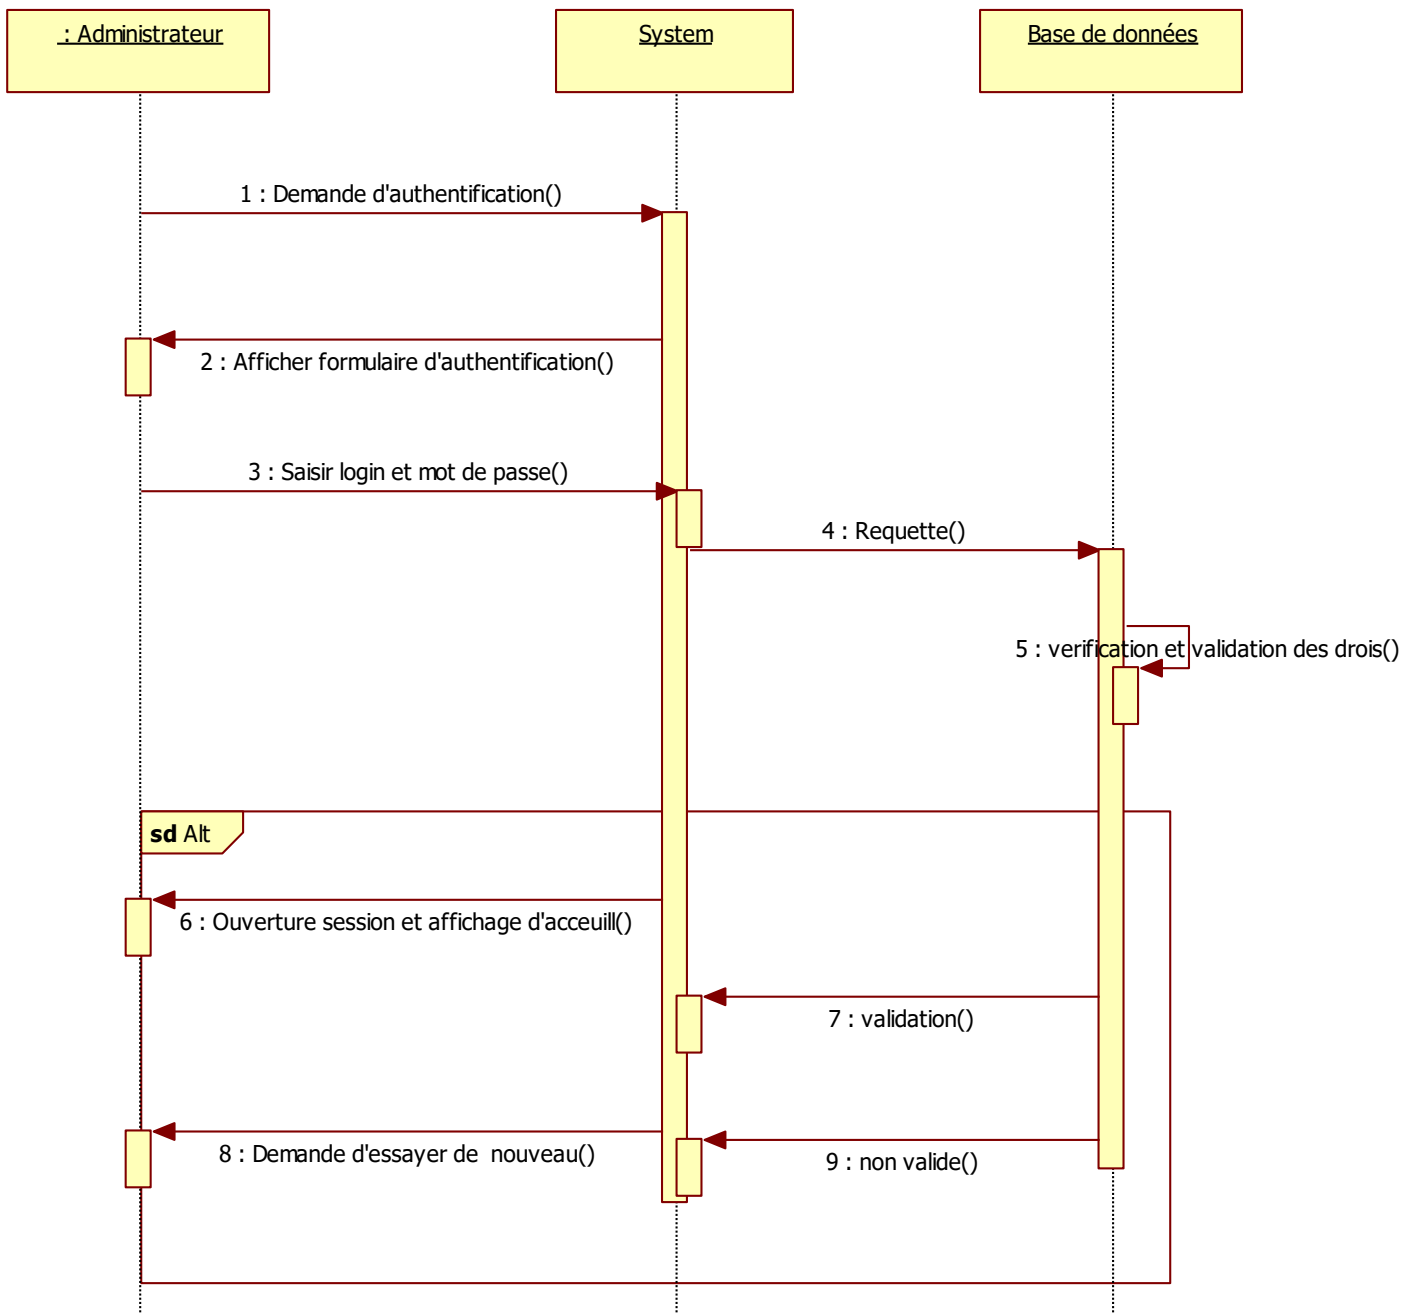 : Administrateur
System
Base de données
1 : Demande d'authentification()
2 : Afficher formulaire d'authentification()
3 : Saisir login et mot de passe()
4 : Requette()
5 : verification et validation des drois()
sd Alt
6 : Ouverture session et affichage d'acceuill()
7 : validation()
8 : Demande d'essayer de  nouveau()
9 : non valide()